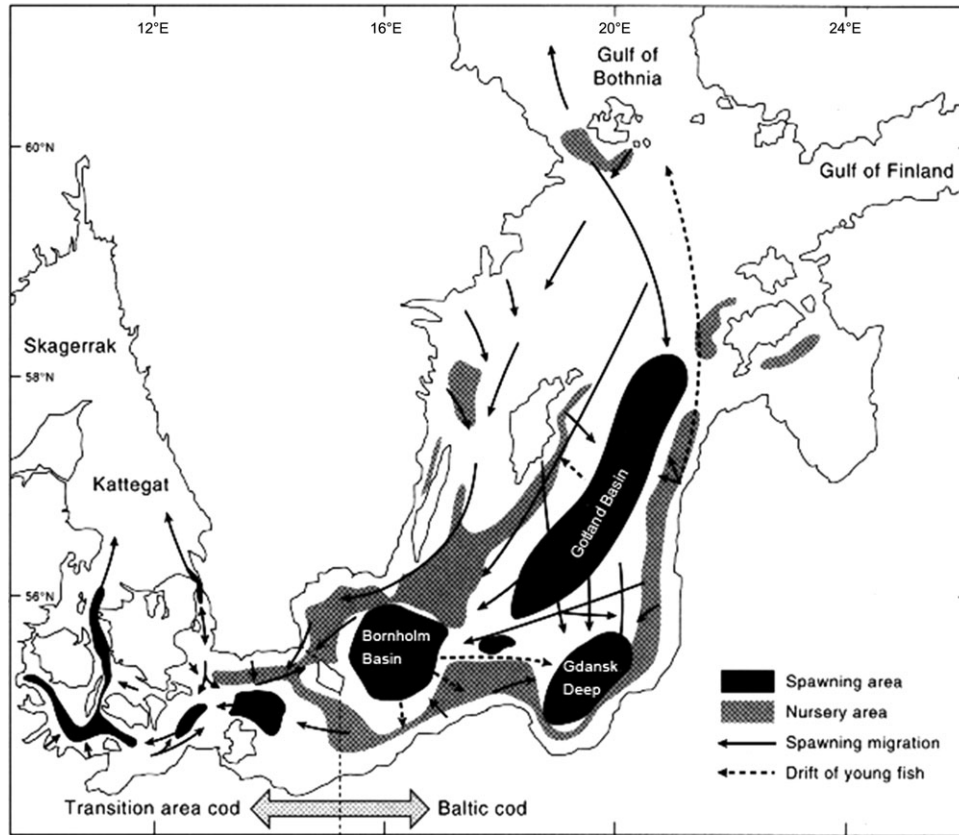 12°E
16°E
20°E
24°E
Gulf of
Bothnia
60°N
Gulf of Finland
Skagerrak
58°N
Kattegat
Gotland Basin
56°N
Bornholm
Basin
Gdansk
Deep
Spawning area
Nursery area
Spawning migration
Drift of young fish
Transition area cod
Baltic cod